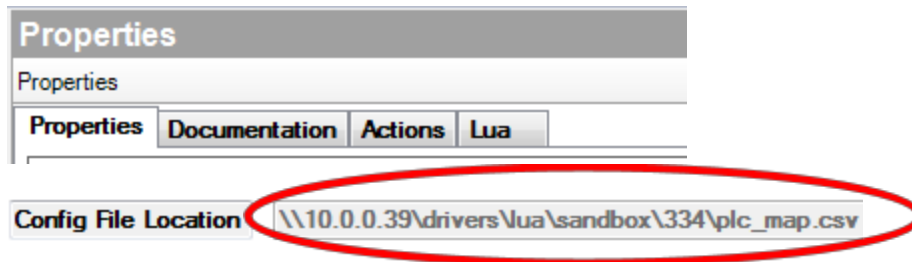 Properties
Properties
Properties Documentation Actions Lua
Config File Location \\10.0.0.39\drivers\lua\sandbox\334\plc_map.csv